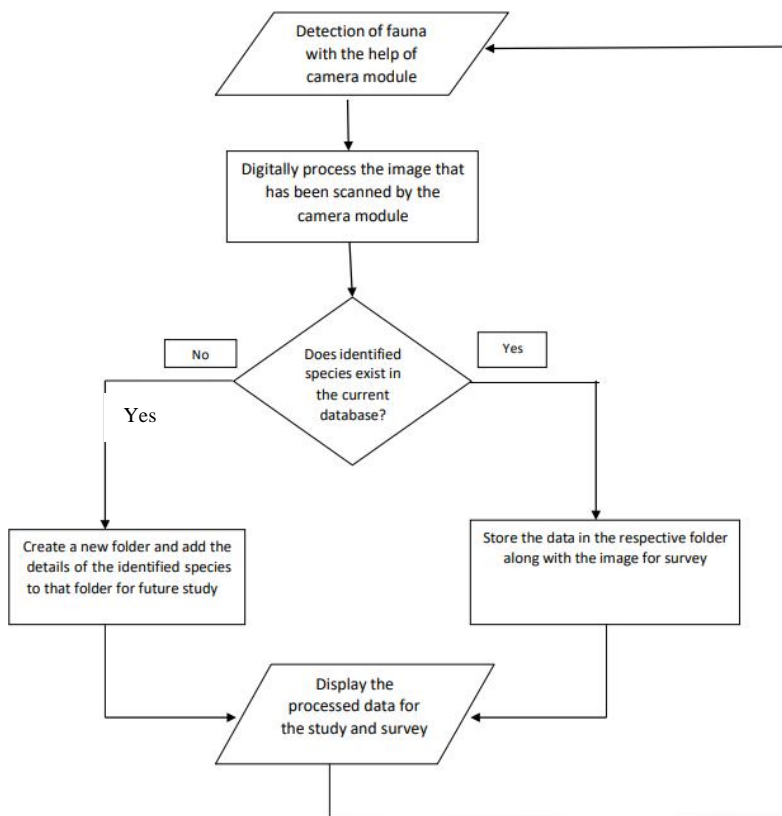 Detection of fauna
with the help of
camera module
Digitally process the image that
has been scanned by the
camera module
No
Does identified
species exist in
the current
database?
Yes
Yes
Create a new folder and add the
details of the identified species
to that folder for future study
Store the data in the respective folder
along with the image for survey
Display the
processed data for
the study and survey